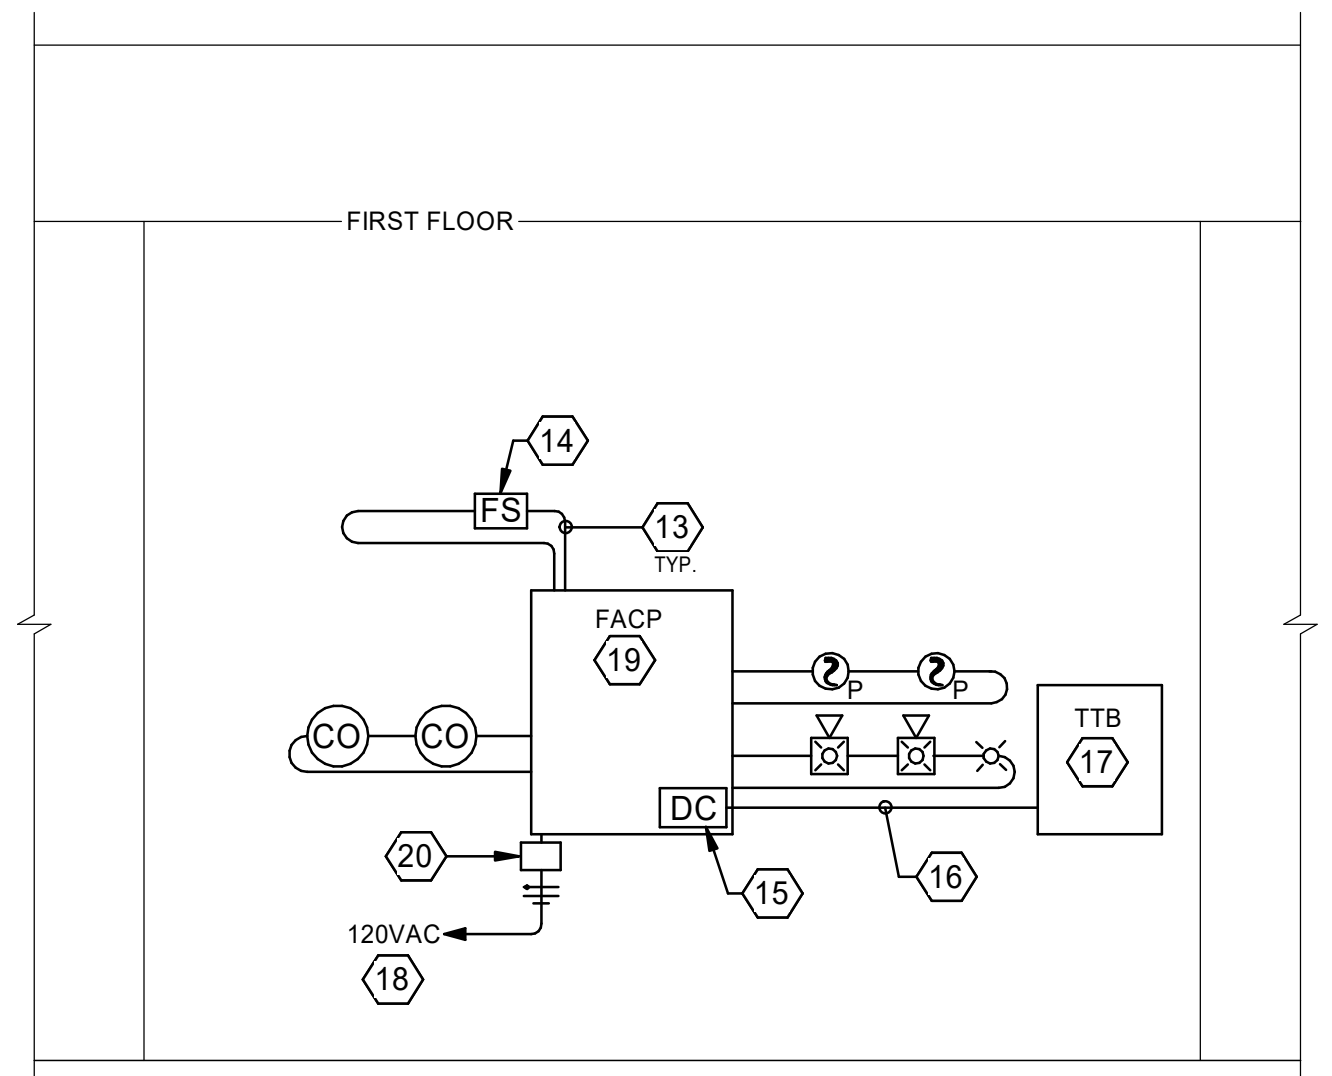 FIRST FLOOR
14
FS
13
TYP.
FACP
19
P P
CO CO
TTB
17
DC
20
16
15
120VAC
18